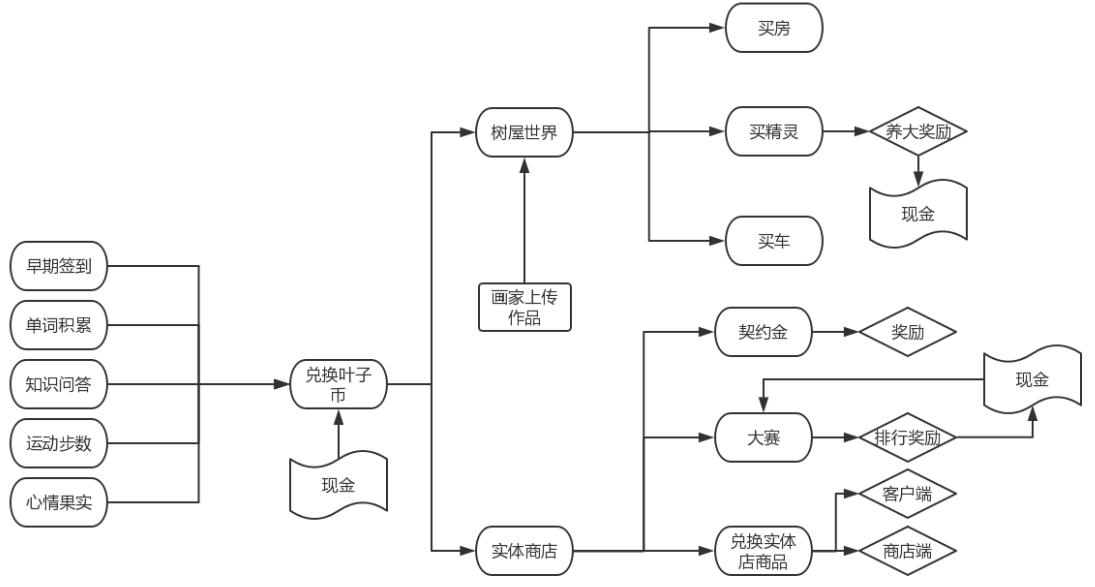 买房
树屋世界
买精灵
养大奖励
现金
买车
画家上传
作品
早期签到
单词积累
知识问答
运动步数
心情果实
兑换叶子
币
现金
契约金
奖励
现金
大赛
排行奖励
实体商店
兑换实体
店商品
客户端
商店端